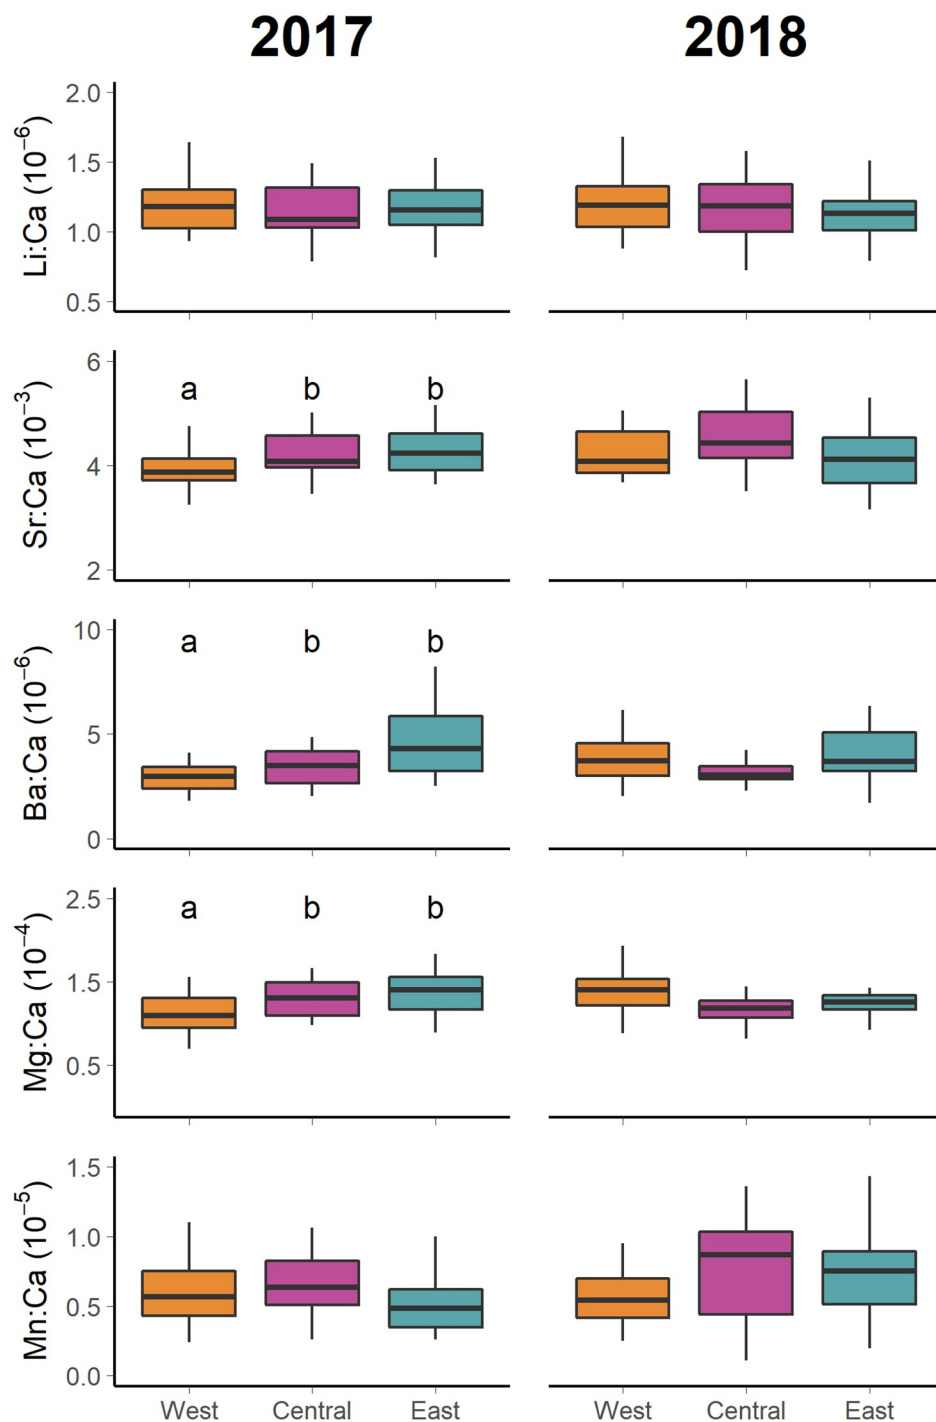 2017 2018
Li:Ca (10⁻⁶)
2.0
1.5
1.0
0.5
Sr:Ca (10⁻³)
6
4
2
a b b
Ba:Ca (10⁻⁶)
10
5
0
a b b
Mg:Ca (10⁻⁴)
2.5
1.5
0.5
a b b
Mn:Ca (10⁻⁵)
1.5
1.0
0.5
0.0
West Central East West Central East